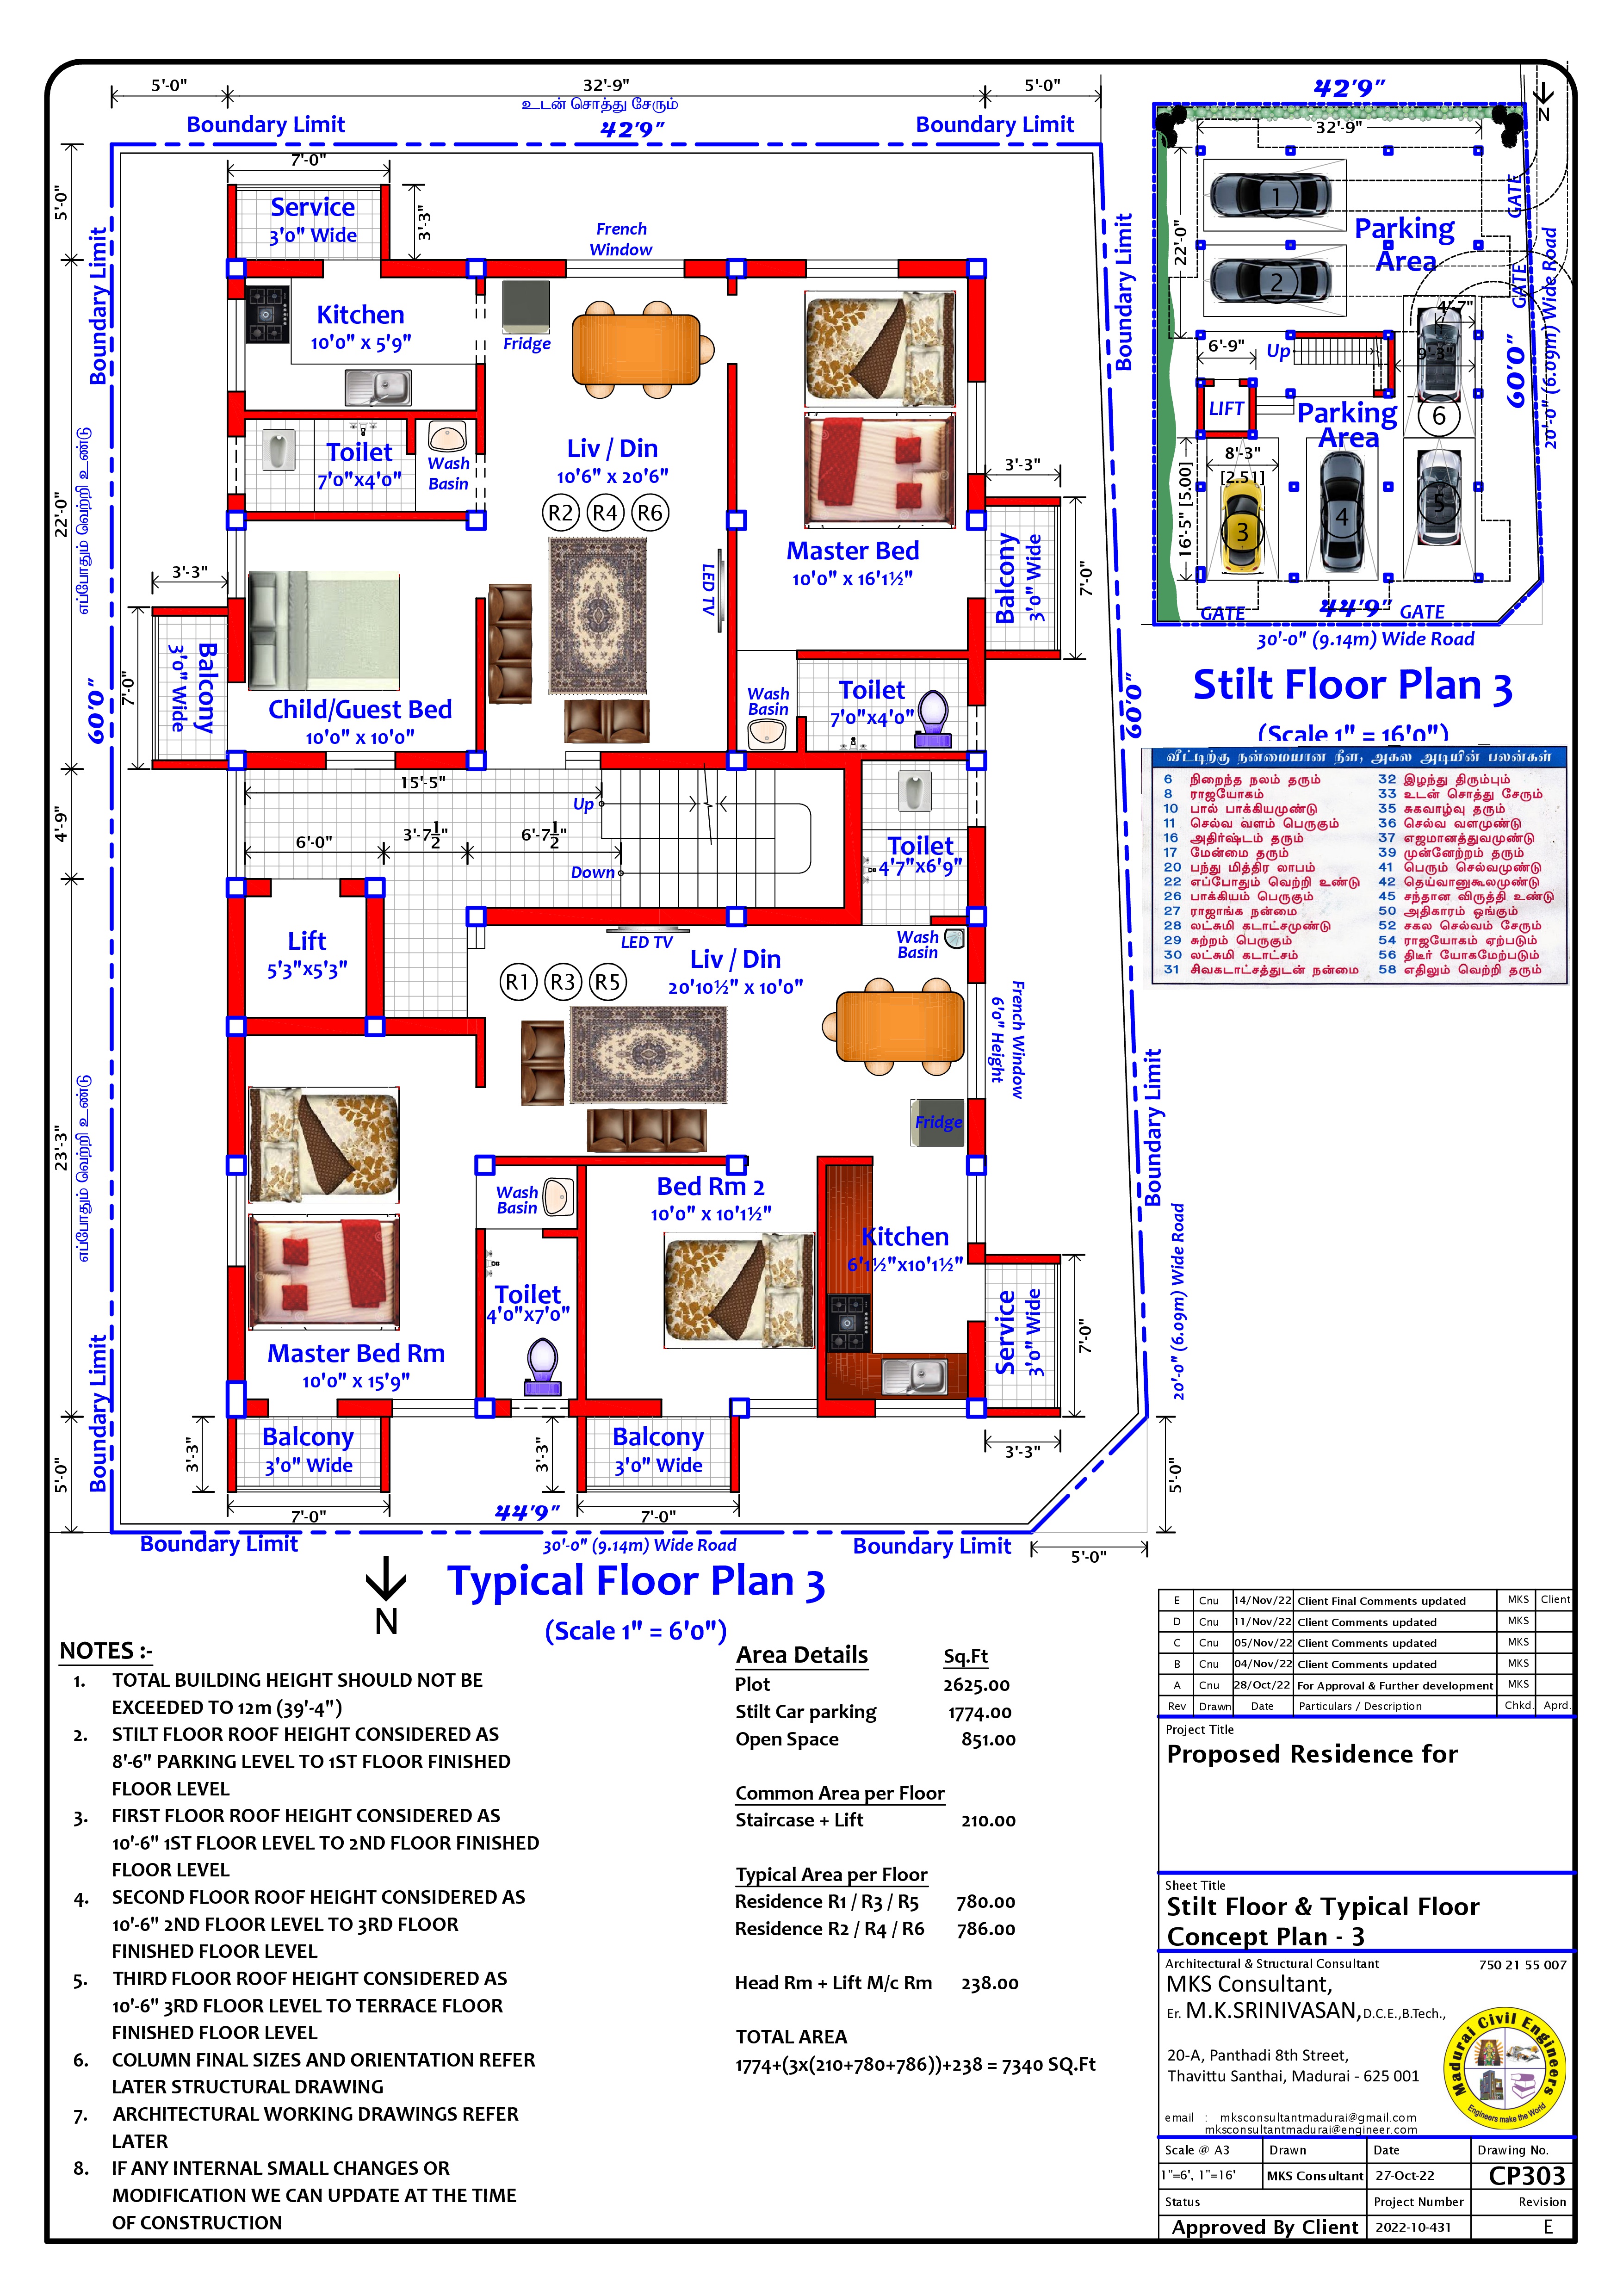 5'-0"
32'-9"
5'-0"
உடன் சொத்து சேரும்
Boundary Limit
42'9"
Boundary Limit
7'-0"
5'-0"
Boundary Limit
Service
3'0" Wide
3'-3"
French
Window
Boundary Limit
Kitchen
10'0" x 5'9"
Fridge
Toilet
7'0"x4'0"
Wash
Basin
Liv / Din
10'6" x 20'6"
R2 R4 R6
LED TV
Master Bed
10'0" x 16'1½"
3'-3"
Balcony
3'0" Wide
7'-0"
22'-0"
எப்போதும் வெற்றி உண்டு
3'-3"
Balcony
3'0" Wide
7'-0"
60'0"
Child/Guest Bed
10'0" x 10'0"
Wash
Basin
Toilet
7'0"x4'0"
60'0"
4'-9"
15'-5"
Up
6'-0"
3'-7½"
6'-7½"
Down
Toilet
4'7"x6'9"
Lift
5'3"x5'3"
LED TV
Wash
Basin
Liv / Din
20'10½" x 10'0"
R1 R3 R5
French Window
6'0" Height
Fridge
23'-3"
எப்போதும் வெற்றி உண்டு
Boundary Limit
Wash
Basin
Bed Rm 2
10'0" x 10'1½"
Kitchen
6'1½"x10'1½"
Toilet
4'0"x7'0"
Service
3'0" Wide
7'-0"
20'-0" (6.09m) Wide Road
Master Bed Rm
10'0" x 15'9"
Boundary Limit
5'-0"
3'-3"
Balcony
3'0" Wide
3'-3"
Balcony
3'0" Wide
3'-3"
5'-0"
7'-0"
44'9"
7'-0"
Boundary Limit
30'-0" (9.14m) Wide Road
Boundary Limit
5'-0"
N
Typical Floor Plan 3
(Scale 1" = 6'0")
42'9"
N
32'-9"
1
GATE
Parking
Area
22'-0"
2
GATE
20'-0" (6.09m) Wide Road
4'-7"
6'-9"
Up
9'-3"
60'0"
LIFT
Parking
Area
6
8'-3"
[2.51]
16'-5" [5.00]
3
4
5
GATE
44'9"
GATE
30'-0" (9.14m) Wide Road
Stilt Floor Plan 3
(Scale 1" = 16'0")
வீட்டிற்கு நன்மையான நீள, அகல அடியின் பலன்கள்
6 நிறைந்த நலம் தரும்
8 ராஜயோகம்
10 பால் பாக்கியமுண்டு
11 செல்வ வளம் பெருகும்
16 அதிர்ஷ்டம் தரும்
17 மேன்மை தரும்
20 பந்து மித்திர லாபம்
22 எப்போதும் வெற்றி உண்டு
26 பாக்கியம் பெருகும்
27 ராஜாங்க நன்மை
28 லட்சுமி கடாட்சமுண்டு
29 சுற்றம் பெருகும்
30 லட்சுமி கடாட்சம்
31 சிவகடாட்சத்துடன் நன்மை
32 இழந்து திரும்பும்
33 உடன் சொத்து சேரும்
35 சுகவாழ்வு தரும்
36 செல்வ வளமுண்டு
37 எஜமானத்துவமுண்டு
39 முன்னேற்றம் தரும்
41 பெரும் செல்வமுண்டு
42 தெய்வானுகூலமுண்டு
45 சந்தான விருத்தி உண்டு
50 அதிகாரம் ஓங்கும்
52 சகல செல்வம் சேரும்
54 ராஜயோகம் ஏற்படும்
56 திடீர் யோகமேற்படும்
58 எதிலும் வெற்றி தரும்
NOTES :-
1. TOTAL BUILDING HEIGHT SHOULD NOT BE
EXCEEDED TO 12m (39'-4")
2. STILT FLOOR ROOF HEIGHT CONSIDERED AS
8'-6" PARKING LEVEL TO 1ST FLOOR FINISHED
FLOOR LEVEL
3. FIRST FLOOR ROOF HEIGHT CONSIDERED AS
10'-6" 1ST FLOOR LEVEL TO 2ND FLOOR FINISHED
FLOOR LEVEL
4. SECOND FLOOR ROOF HEIGHT CONSIDERED AS
10'-6" 2ND FLOOR LEVEL TO 3RD FLOOR
FINISHED FLOOR LEVEL
5. THIRD FLOOR ROOF HEIGHT CONSIDERED AS
10'-6" 3RD FLOOR LEVEL TO TERRACE FLOOR
FINISHED FLOOR LEVEL
6. COLUMN FINAL SIZES AND ORIENTATION REFER
LATER STRUCTURAL DRAWING
7. ARCHITECTURAL WORKING DRAWINGS REFER
LATER
8. IF ANY INTERNAL SMALL CHANGES OR
MODIFICATION WE CAN UPDATE AT THE TIME
OF CONSTRUCTION
Area Details Sq.Ft
Plot 2625.00
Stilt Car parking 1774.00
Open Space 851.00
Common Area per Floor
Staircase + Lift 210.00
Typical Area per Floor
Residence R1 / R3 / R5 780.00
Residence R2 / R4 / R6 786.00
Head Rm + Lift M/c Rm 238.00
TOTAL AREA
1774+(3x(210+780+786))+238 = 7340 SQ.Ft
E Cnu 14/Nov/22 Client Final Comments updated MKS Client
D Cnu 11/Nov/22 Client Comments updated MKS
C Cnu 05/Nov/22 Client Comments updated MKS
B Cnu 04/Nov/22 Client Comments updated MKS
A Cnu 28/Oct/22 For Approval & Further development MKS
Rev Drawn Date Particulars / Description Chkd. Aprd.
Project Title
Proposed Residence for
Sheet Title
Stilt Floor & Typical Floor
Concept Plan - 3
Architectural & Structural Consultant 750 21 55 007
MKS Consultant,
Er. M.K.SRINIVASAN,D.C.E.,B.Tech.,
20-A, Panthadi 8th Street,
Thavittu Santhai, Madurai - 625 001
Madurai Civil Engineers
Engineers make the World
email : mksconsultantmadurai@gmail.com
mksconsultantmadurai@engineer.com
Scale @ A3 Drawn Date Drawing No.
1"=6', 1"=16' MKS Consultant 27-Oct-22 CP303
Status Project Number Revision
Approved By Client 2022-10-431 E